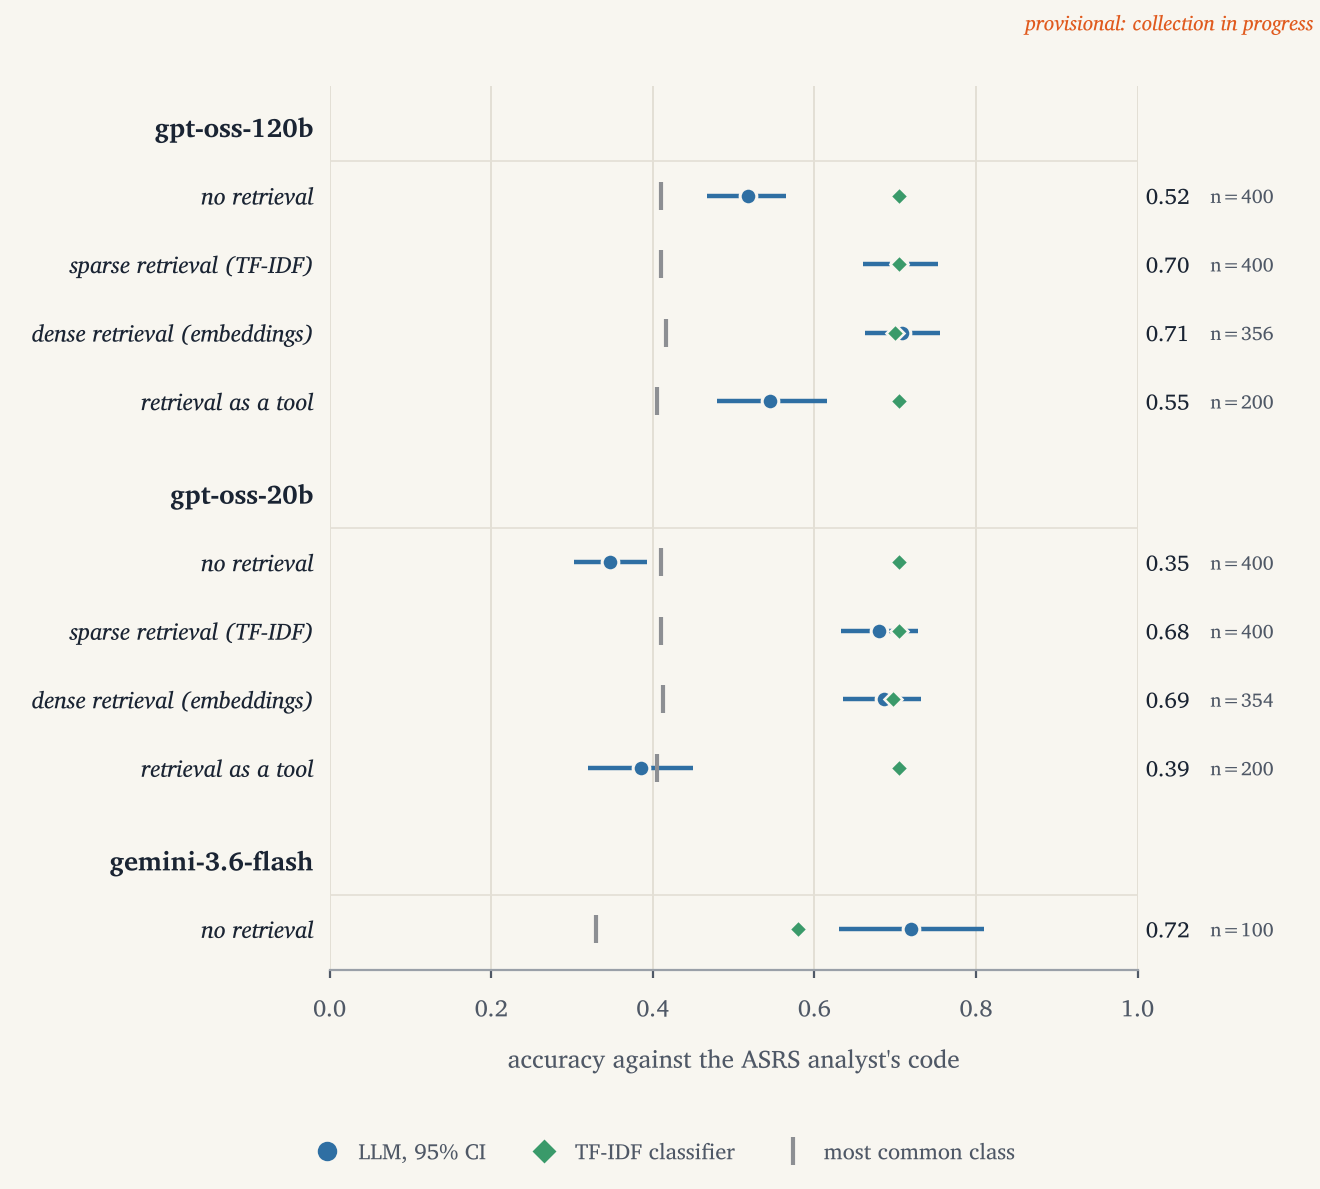 provisional: collection in progress
gpt-oss-120b
no retrieval 0.52 n=400
sparse retrieval (TF-IDF) 0.70 n=400
dense retrieval (embeddings) 0.71 n=356
retrieval as a tool 0.55 n=200
gpt-oss-20b
no retrieval 0.35 n=400
sparse retrieval (TF-IDF) 0.68 n=400
dense retrieval (embeddings) 0.69 n=354
retrieval as a tool 0.39 n=200
gemini-3.6-flash
no retrieval 0.72 n=100
0.0 0.2 0.4 0.6 0.8 1.0
accuracy against the ASRS analyst's code
LLM, 95% CI TF-IDF classifier most common class